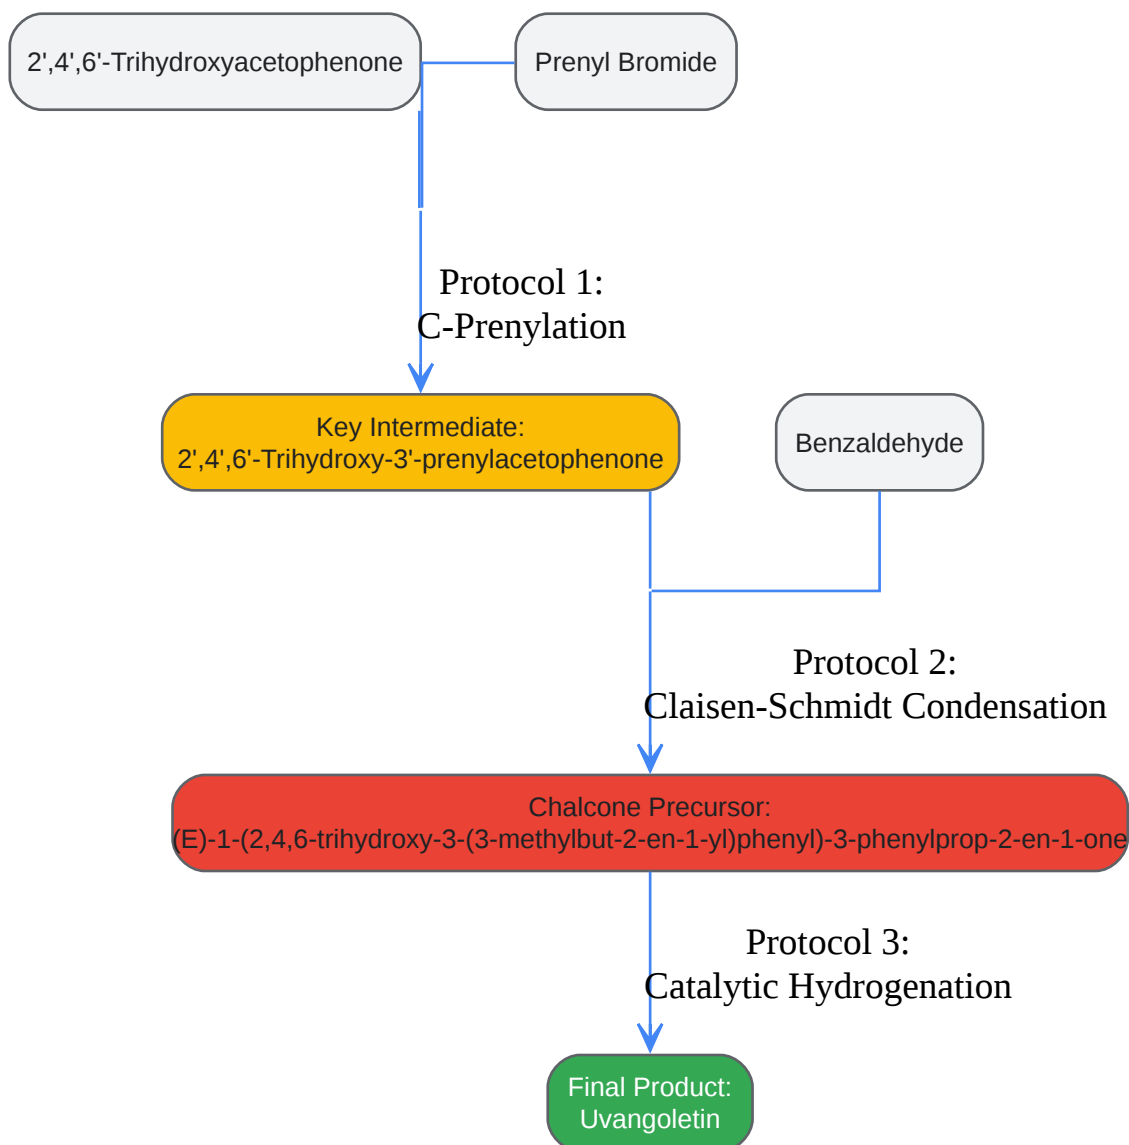 2',4',6'-Trihydroxyacetophenone
Prenyl Bromide
Protocol 1:
C-Prenylation
Key Intermediate:
2',4',6'-Trihydroxy-3'-prenylacetophenone
Benzaldehyde
Protocol 2:
Claisen-Schmidt Condensation
Chalcone Precursor:
(E)-1-(2,4,6-trihydroxy-3-(3-methylbut-2-en-1-yl)phenyl)-3-phenylprop-2-en-1-one
Protocol 3:
Catalytic Hydrogenation
Final Product:
Uvangoletin